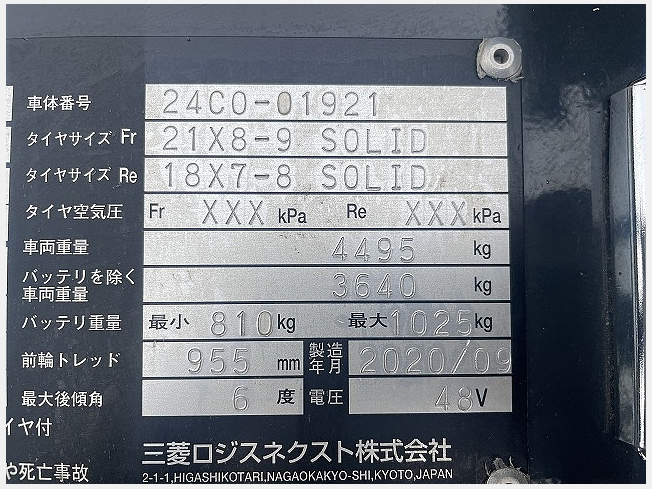 車体番号 24C0-01921
タイヤサイズ Fr 21X8-9 SOLID
タイヤサイズ Re 18X7-8 SOLID
タイヤ空気圧 Fr XXX kPa Re XXX kPa
車両重量 4495 kg
バッテリを除く
車両重量 3640 kg
バッテリ重量 最小 810 kg 最大 1025 kg
前輪トレッド 955 mm 製造年月 2020/09
最大後傾角 6 度 電圧 48 V
イヤ付
三菱ロジスネクスト株式会社
や死亡事故 2-1-1,HIGASHIKOTARI,NAGAOKAKYO-SHI,KYOTO,JAPAN